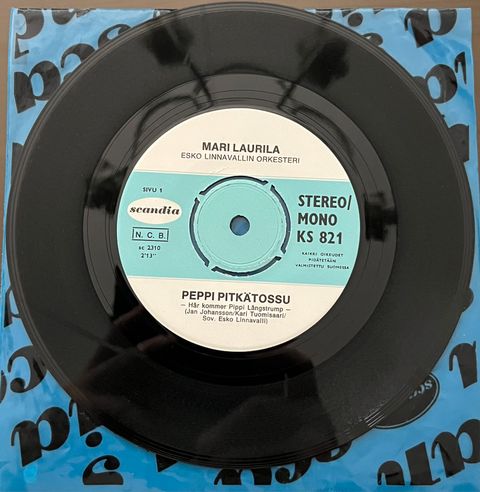 MARI LAURILA
ESKO LINNAVALLIN ORKESTERI
SIVU 1
scandia
N. C. B.
sc 2310
2'13"
STEREO/
MONO
KS 821
KAIKKI OIKEUDET
PIDÄTETÄÄN
VALMISTETTU SUOMESSA
PEPPI PITKÄTOSSU
— Här kommer Pippi Långstrump —
(Jan Johansson/Kari Tuomisaari/
Sov. Esko Linnavalli)